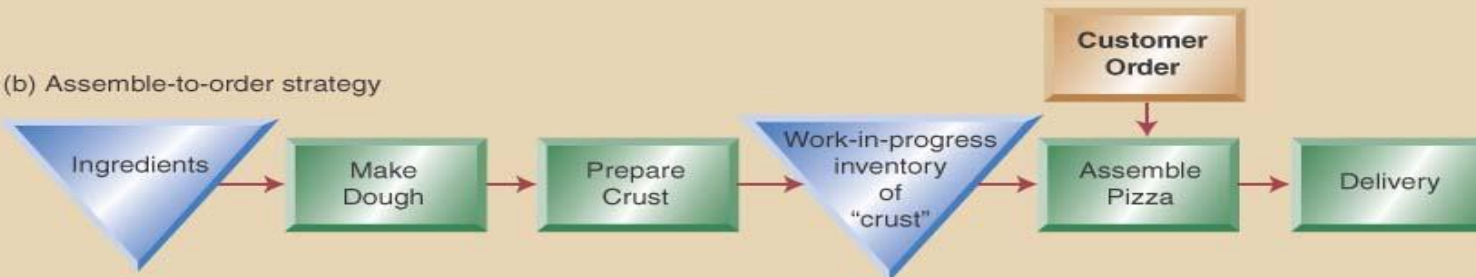 (b) Assemble-to-order strategy
Customer
Order
Ingredients
Make
Dough
Prepare
Crust
Work-in-progress
inventory
of
“crust”
Assemble
Pizza
Delivery